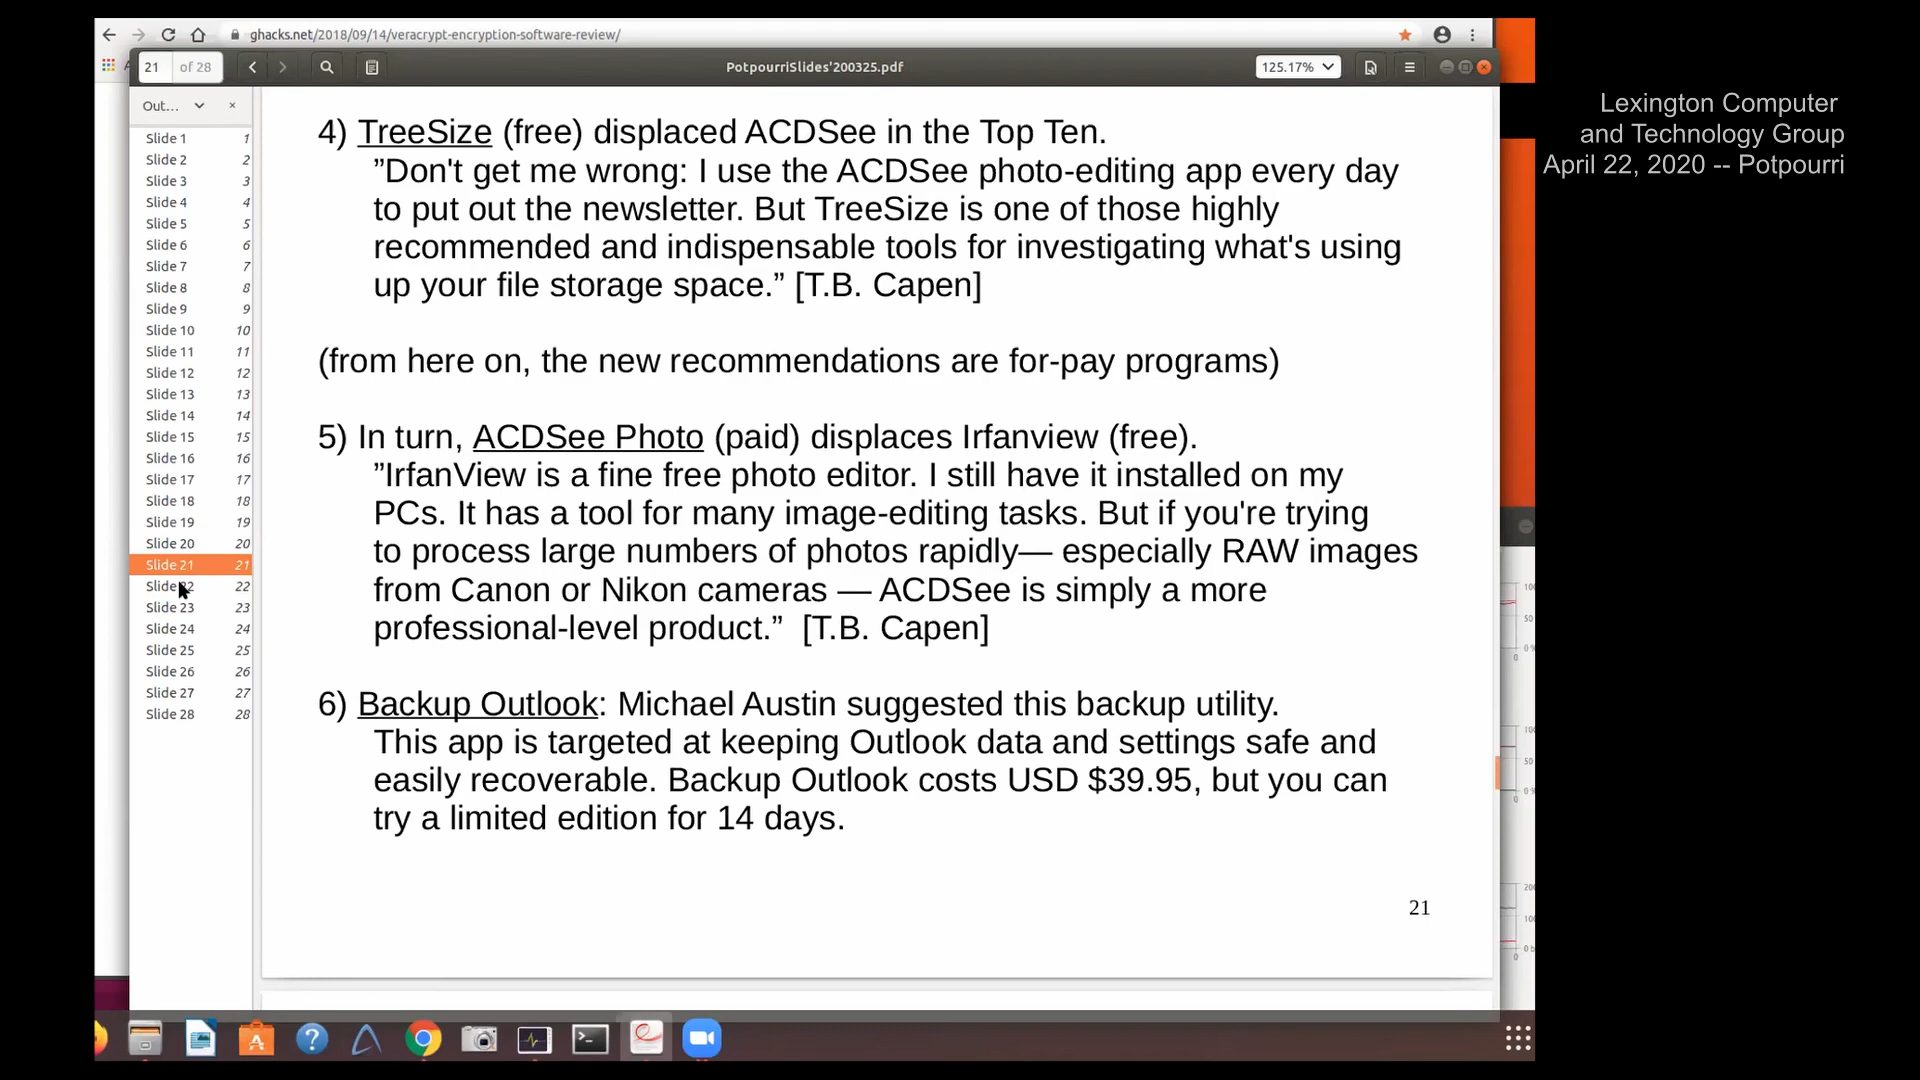 ghacks.net/2018/09/14/veracrypt-encryption-software-review/
21 of 28
PotpourriSlides'200325.pdf
125.17%
Out...
Slide 1 1
Slide 2 2
Slide 3 3
Slide 4 4
Slide 5 5
Slide 6 6
Slide 7 7
Slide 8 8
Slide 9 9
Slide 10 10
Slide 11 11
Slide 12 12
Slide 13 13
Slide 14 14
Slide 15 15
Slide 16 16
Slide 17 17
Slide 18 18
Slide 19 19
Slide 20 20
Slide 21 21
Slide 22 22
Slide 23 23
Slide 24 24
Slide 25 25
Slide 26 26
Slide 27 27
Slide 28 28
4) TreeSize (free) displaced ACDSee in the Top Ten.
”Don't get me wrong: I use the ACDSee photo-editing app every day
to put out the newsletter. But TreeSize is one of those highly
recommended and indispensable tools for investigating what's using
up your file storage space.” [T.B. Capen]
(from here on, the new recommendations are for-pay programs)
5) In turn, ACDSee Photo (paid) displaces Irfanview (free).
”IrfanView is a fine free photo editor. I still have it installed on my
PCs. It has a tool for many image-editing tasks. But if you're trying
to process large numbers of photos rapidly— especially RAW images
from Canon or Nikon cameras — ACDSee is simply a more
professional-level product.” [T.B. Capen]
6) Backup Outlook: Michael Austin suggested this backup utility.
This app is targeted at keeping Outlook data and settings safe and
easily recoverable. Backup Outlook costs USD $39.95, but you can
try a limited edition for 14 days.
21
Lexington Computer
and Technology Group
April 22, 2020 -- Potpourri